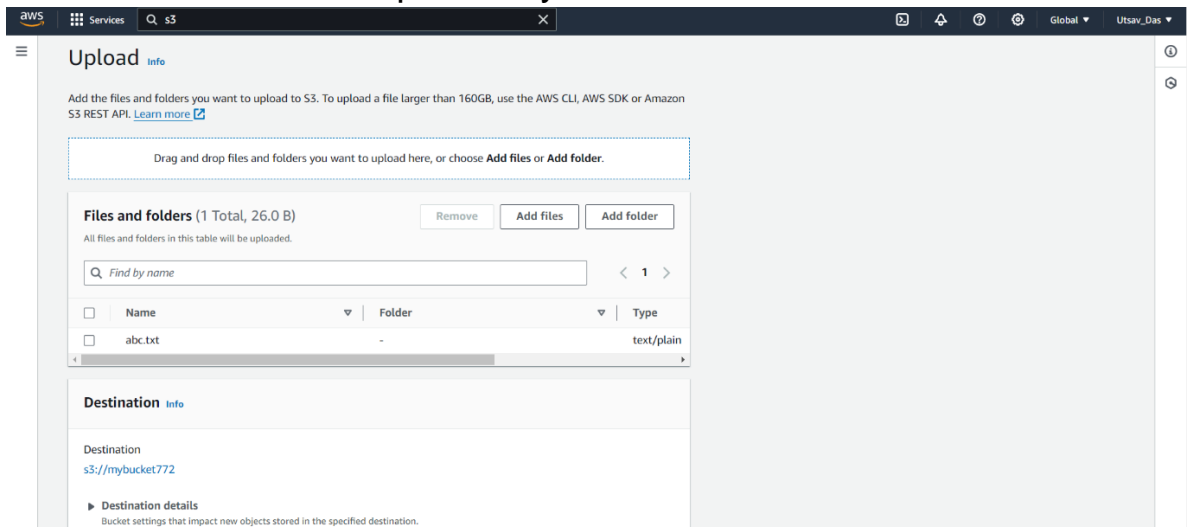 aws Services s3 Global Utsav_Das
Upload Info
Add the files and folders you want to upload to S3. To upload a file larger than 160GB, use the AWS CLI, AWS SDK or Amazon
S3 REST API. Learn more
Drag and drop files and folders you want to upload here, or choose Add files or Add folder.
Files and folders (1 Total, 26.0 B) Remove Add files Add folder
All files and folders in this table will be uploaded.
Find by name 1
Name Folder Type
abc.txt - text/plain
Destination Info
Destination
s3://mybucket772
Destination details
Bucket settings that impact new objects stored in the specified destination.